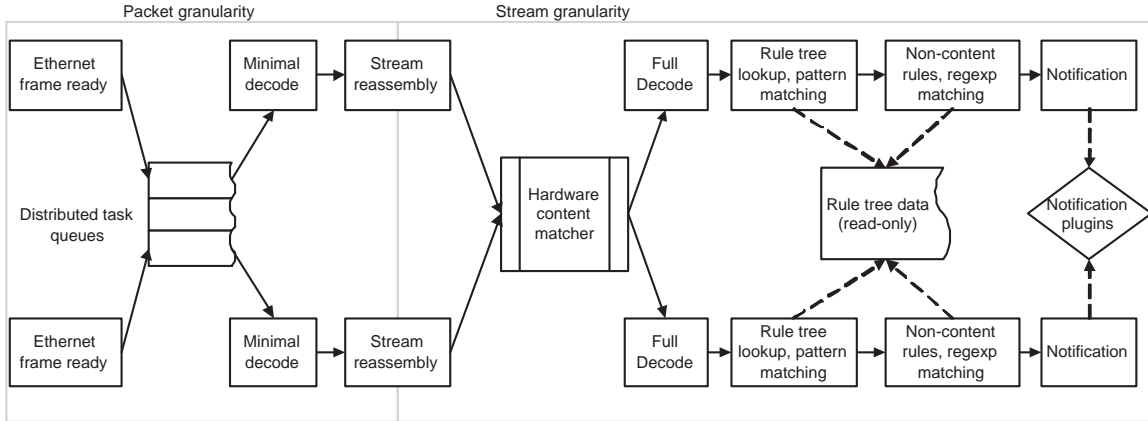 Packet granularity
Stream granularity
Ethernet
frame ready
Minimal
decode
Stream
reassembly
Full
Decode
Rule tree
lookup, pattern
matching
Non-content
rules, regexp
matching
Notification
Distributed task
queues
Hardware
content
matcher
Rule tree data
(read-only)
Notification
plugins
Ethernet
frame ready
Minimal
decode
Stream
reassembly
Full
Decode
Rule tree
lookup, pattern
matching
Non-content
rules, regexp
matching
Notification